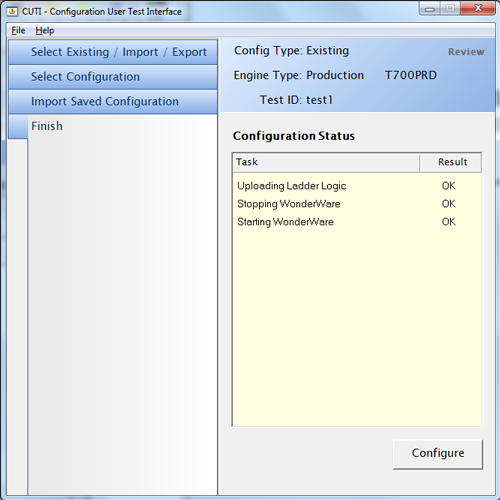 CUTI - Configuration User Test Interface
File Help
Select Existing / Import / Export
Select Configuration
Import Saved Configuration
Finish
Config Type: Existing
Review
Engine Type: Production T700PRD
Test ID: test1
Configuration Status
Task Result
Uploading Ladder Logic OK
Stopping WonderWare OK
Starting WonderWare OK
Configure